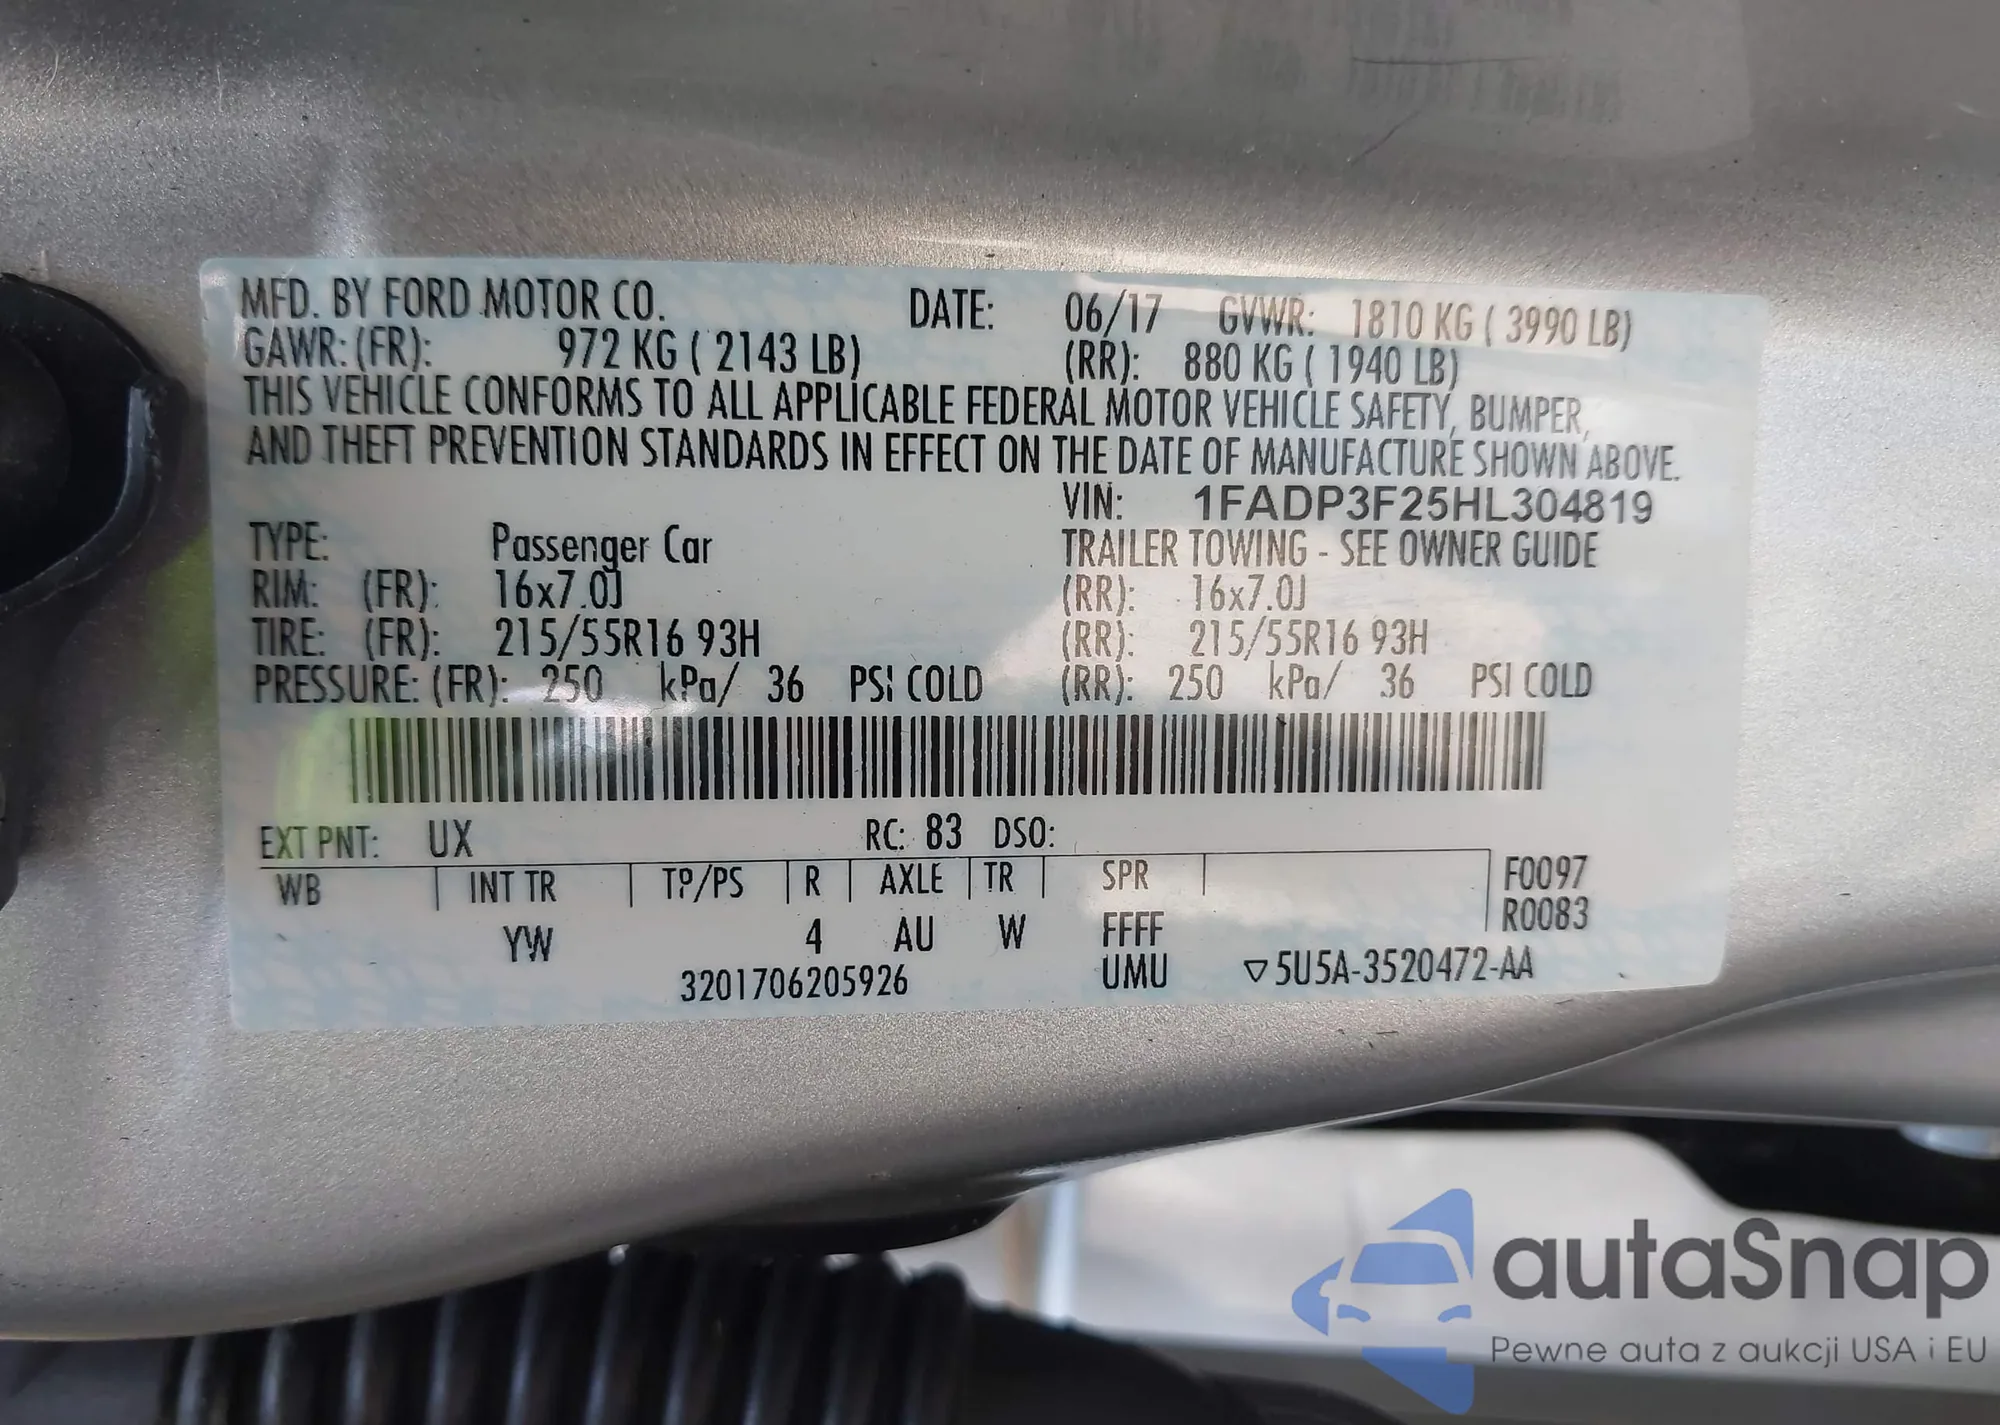 MFD. BY FORD MOTOR CO. DATE: 06/17 GVWR: 1810 KG ( 3990 LB)
GAWR: (FR): 972 KG ( 2143 LB) (RR): 880 KG ( 1940 LB)
THIS VEHICLE CONFORMS TO ALL APPLICABLE FEDERAL MOTOR VEHICLE SAFETY, BUMPER,
AND THEFT PREVENTION STANDARDS IN EFFECT ON THE DATE OF MANUFACTURE SHOWN ABOVE.
VIN: 1FADP3F25HL304819
TYPE: Passenger Car TRAILER TOWING - SEE OWNER GUIDE
RIM: (FR): 16x7.0J (RR): 16x7.0J
TIRE: (FR): 215/55R16 93H (RR): 215/55R16 93H
PRESSURE: (FR): 250 kPa/ 36 PSI COLD (RR): 250 kPa/ 36 PSI COLD
EXT PNT: UX RC: 83 DSO:
WB INT TR TP/PS R AXLE TR SPR F0097
R0083
YW 4 AU W FFFF
3201706205926 UMU ▽5U5A-3520472-AA
autaSnap
Pewne auta z aukcji USA i EU